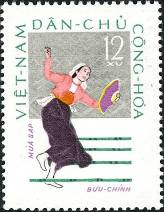 VIỆT-NAM DÂN-CHỦ CỘNG-HÒA
12
XU
MÚA SẠP
BƯU-CHÍNH